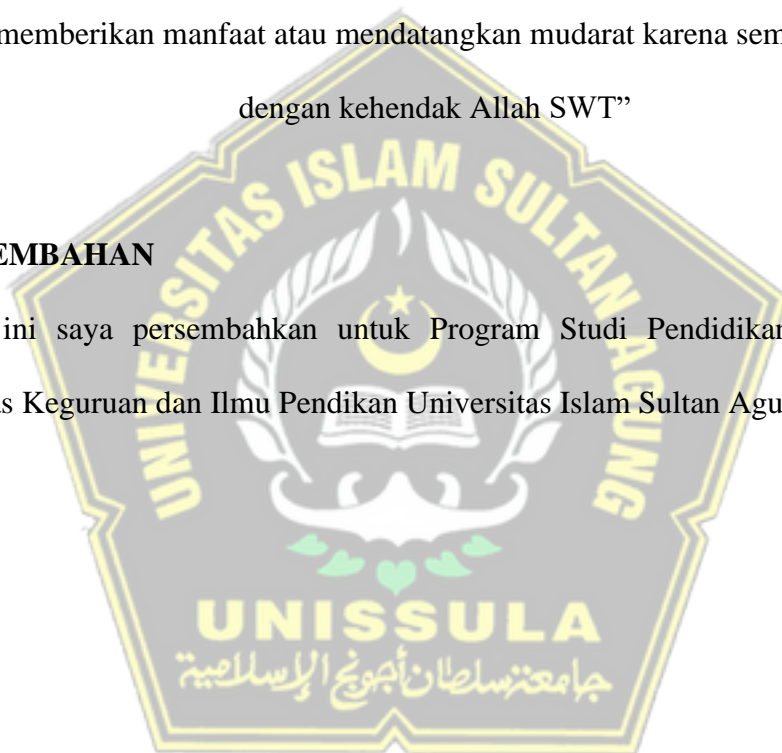 memberikan manfaat atau mendatangkan mudarat karena sem
dengan kehendak Allah SWT”
UNIVERSITAS ISLAM SULTAN AGUNG
EMBAHAN
ini saya persembahkan untuk Program Studi Pendidikan
s Keguruan dan Ilmu Pendikan Universitas Islam Sultan Agu
UNISSULA
جامعة سلطان أجونج الإسلامية